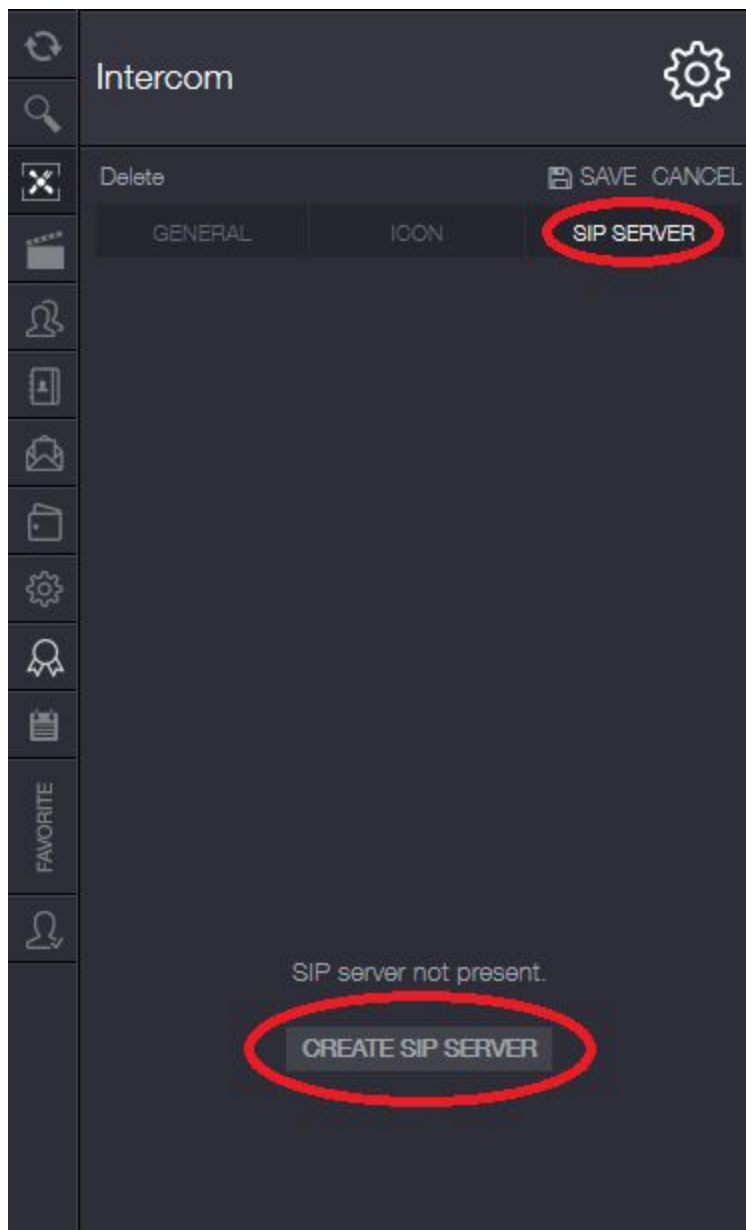 Intercom
Delete SAVE CANCEL
GENERAL ICON SIP SERVER
FAVORITE
SIP server not present.
CREATE SIP SERVER